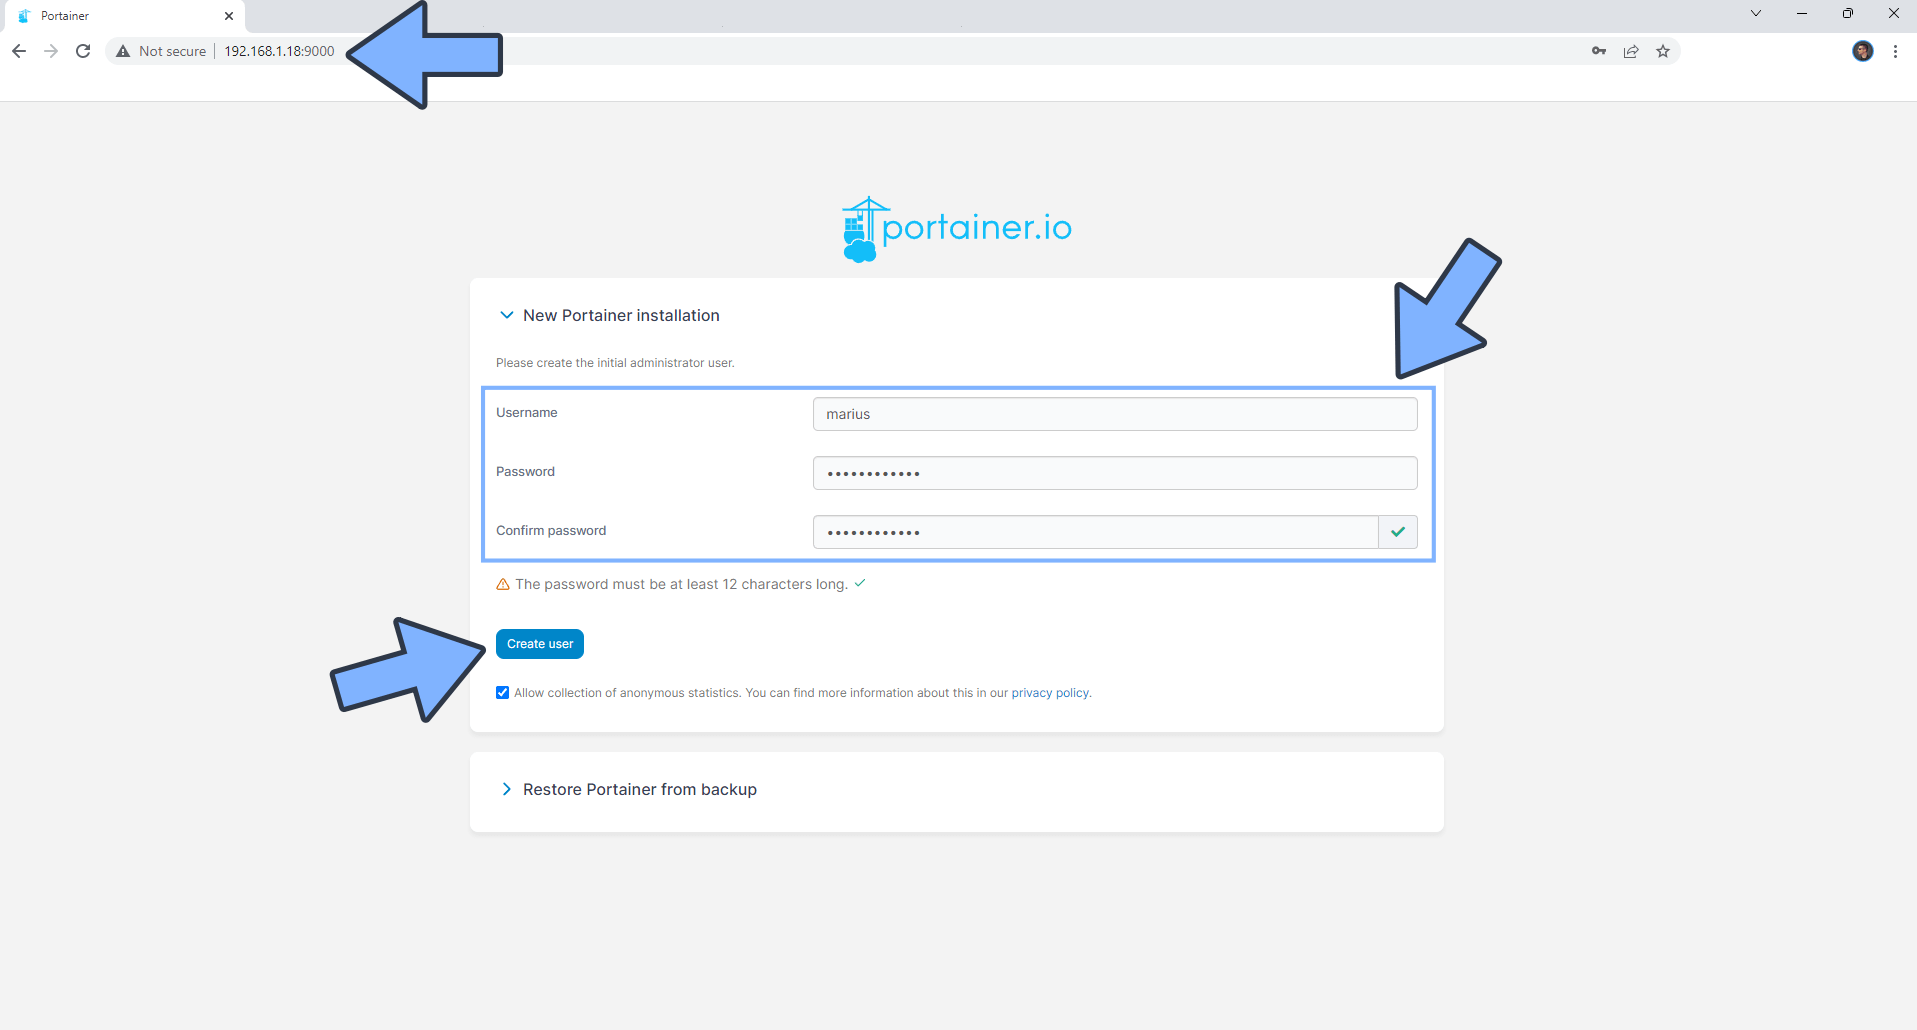 Portainer
Not secure 192.168.1.18:9000
portainer.io
New Portainer installation
Please create the initial administrator user.
Username marius
Password ••••••••••••
Confirm password ••••••••••••
The password must be at least 12 characters long.
Create user
Allow collection of anonymous statistics. You can find more information about this in our privacy policy.
Restore Portainer from backup